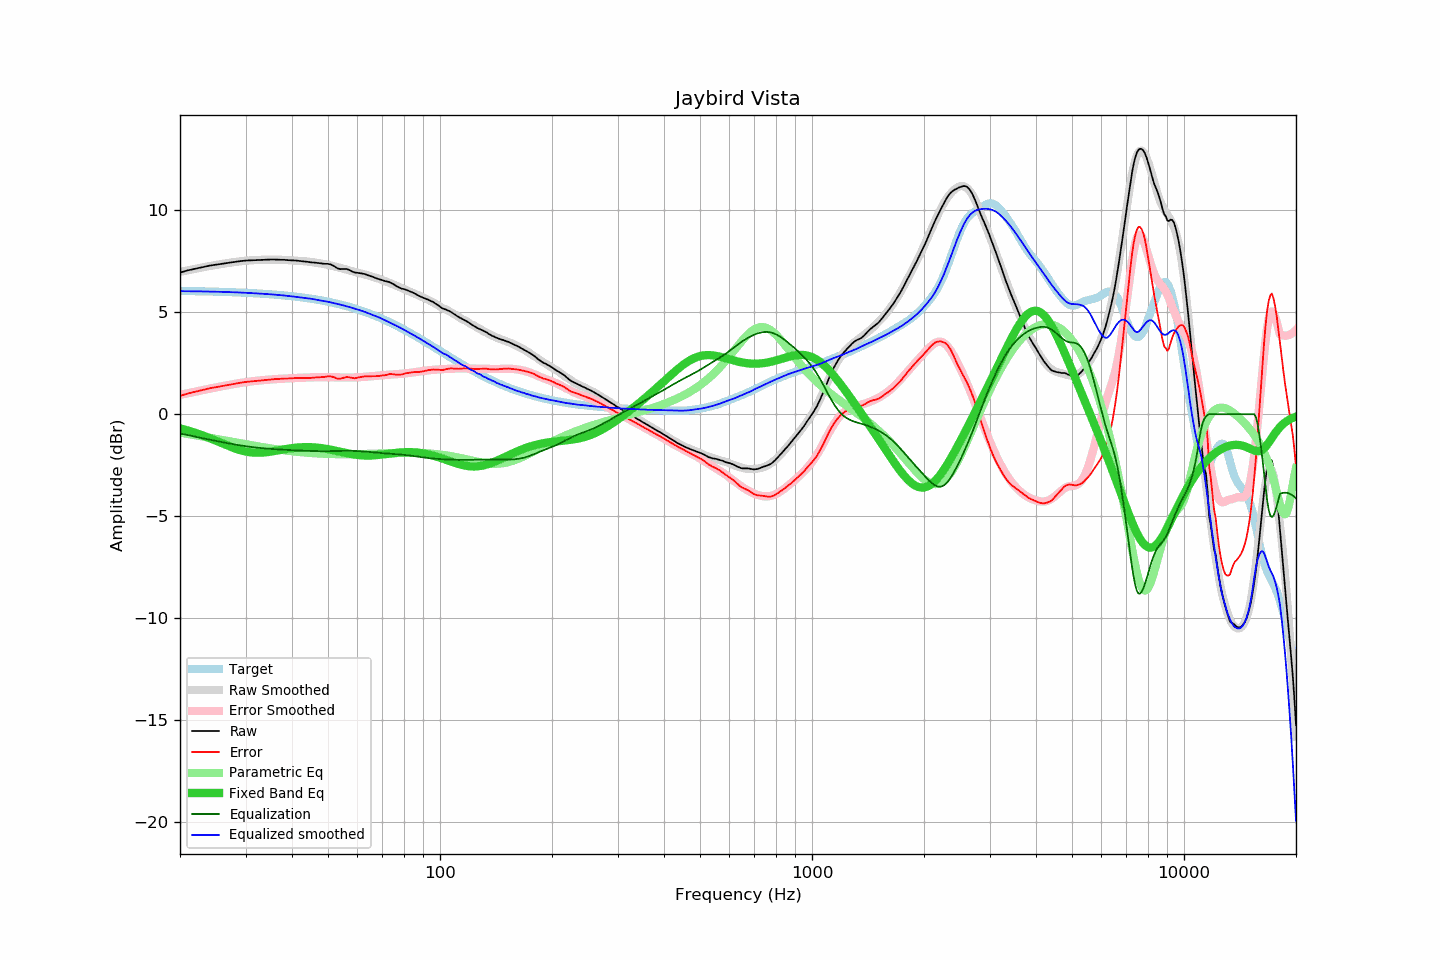 Jaybird Vista
Amplitude (dBr)
10
5
0
−5
−10
−15
−20
Target
Raw Smoothed
Error Smoothed
Raw
Error
Parametric Eq
Fixed Band Eq
Equalization
Equalized smoothed
100
1000
10000
Frequency (Hz)